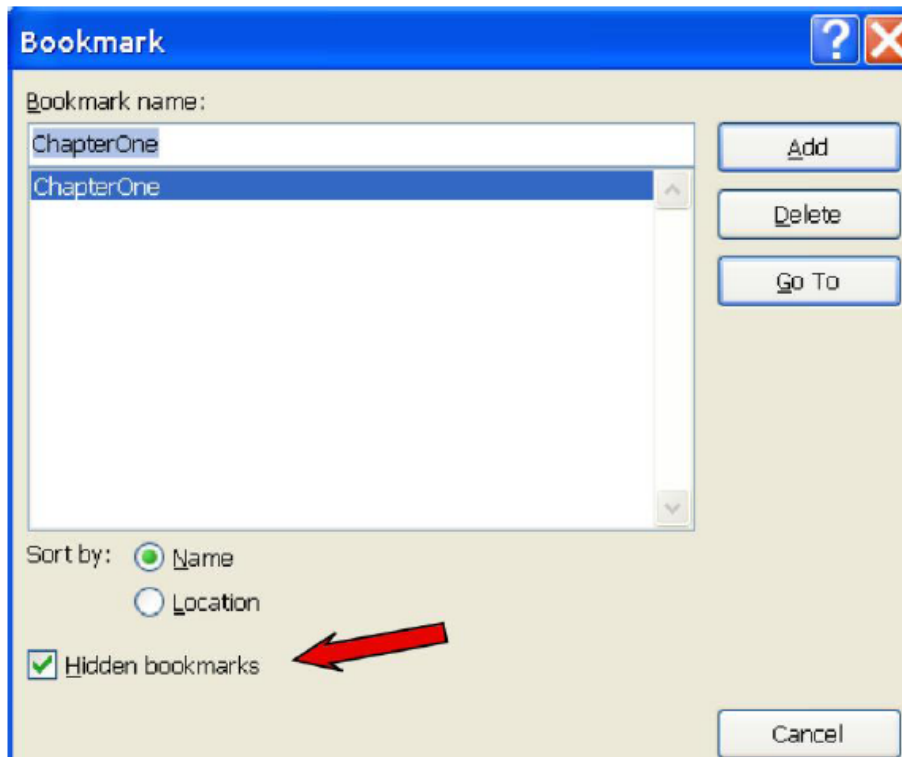 Bookmark
Bookmark name:
ChapterOne
ChapterOne
Add
Delete
Go To
Sort by:
Name
Location
Hidden bookmarks
Cancel